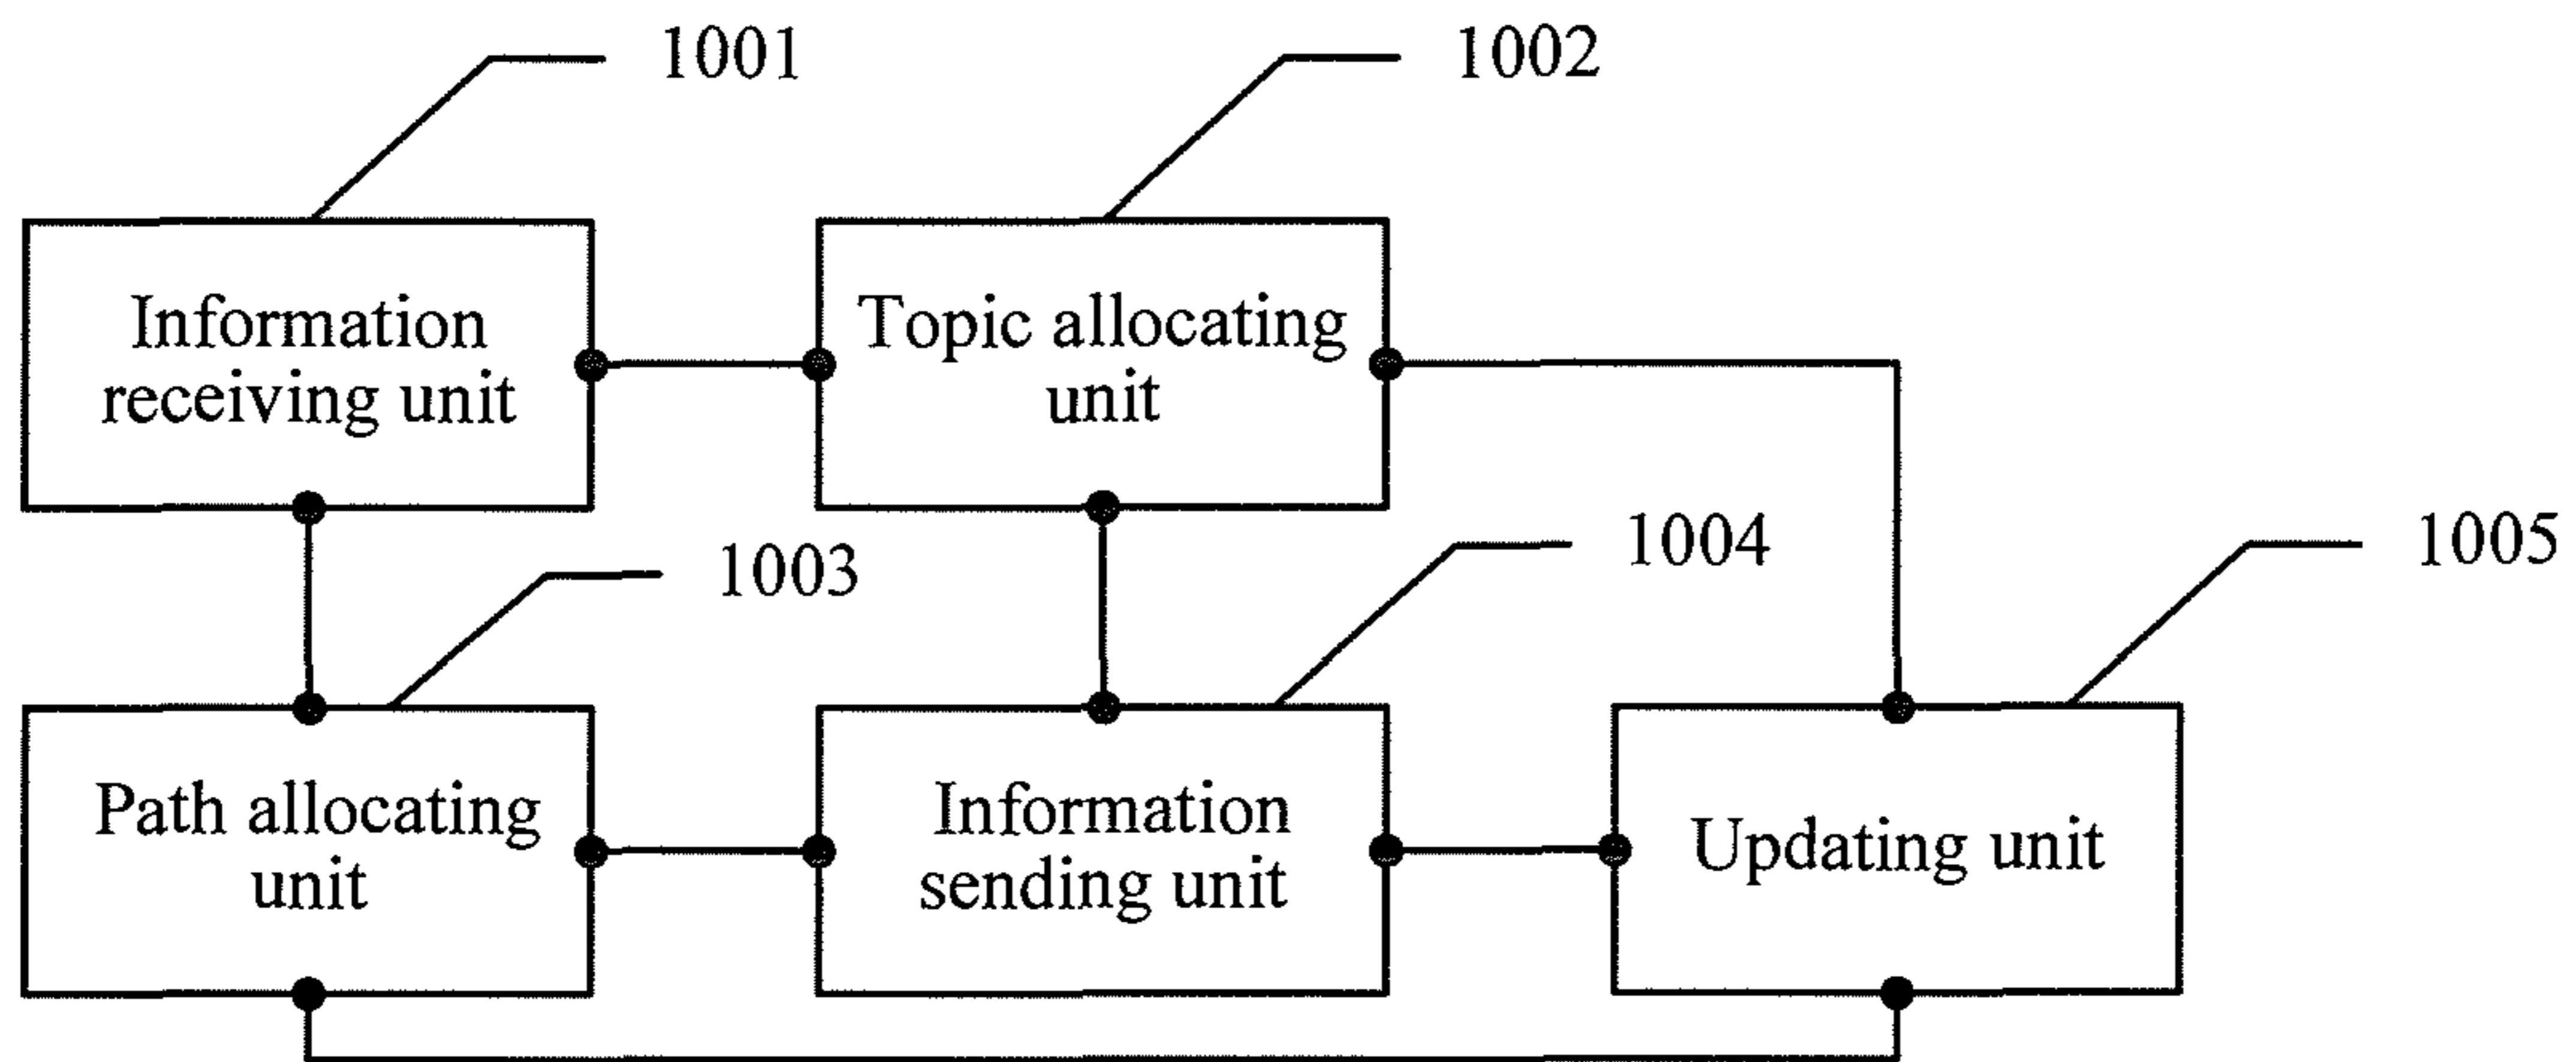 1001
1002
Information
receiving unit
Topic allocating
unit
1003
1004
1005
Path allocating
unit
Information
sending unit
Updating unit